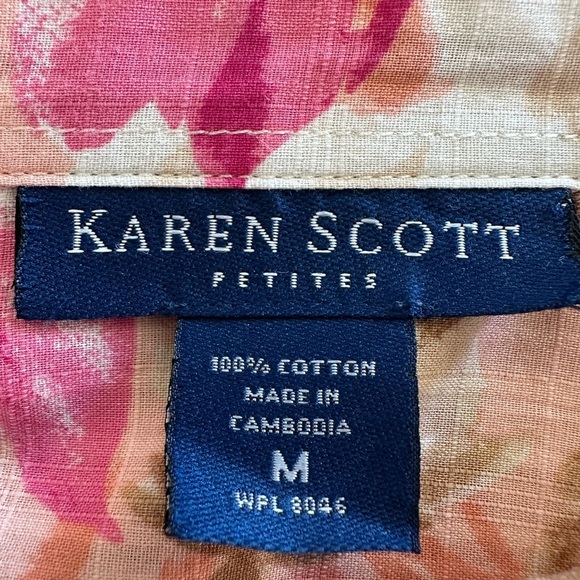 KAREN SCOTT
PETITES
100% COTTON
MADE IN
CAMBODIA
M
WPL 8046